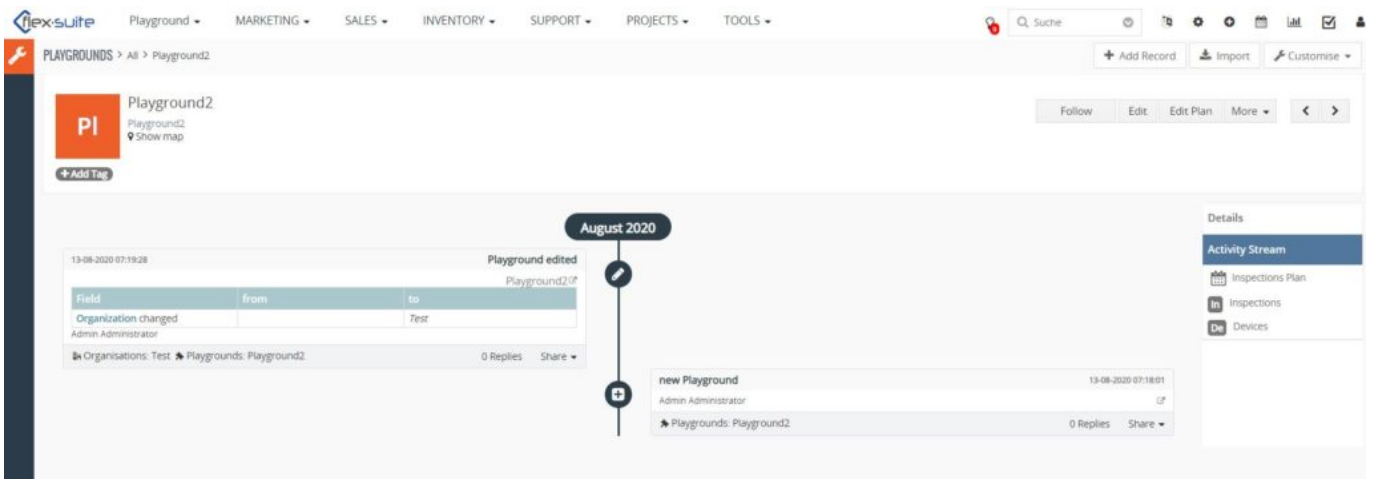 flex-suite Playground MARKETING SALES INVENTORY SUPPORT PROJECTS TOOLS Suche
PLAYGROUNDS > All > Playground2 Add Record Import Customise
Pl
Playground2
Playground2
Show map
Follow Edit Edit Plan More
Add Tag
August 2020
13-08-2020 07:19:28 Playground edited
Playground2
Field from to
Organization changed Test
Admin Administrator
Organisations: Test Playgrounds: Playground2 0 Replies Share
new Playground 13-08-2020 07:18:01
Admin Administrator
Playgrounds: Playground2 0 Replies Share
Details
Activity Stream
Inspections Plan
In Inspections
De Devices